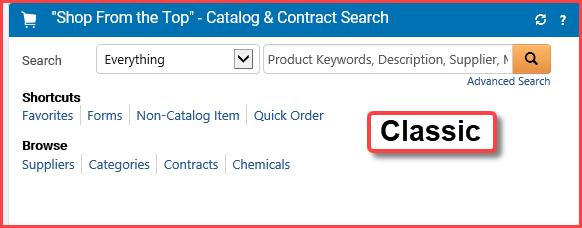 "Shop From the Top" - Catalog & Contract Search ?
Search Everything Product Keywords, Description, Supplier, M
Advanced Search
Shortcuts
Favorites Forms Non-Catalog Item Quick Order
Classic
Browse
Suppliers Categories Contracts Chemicals